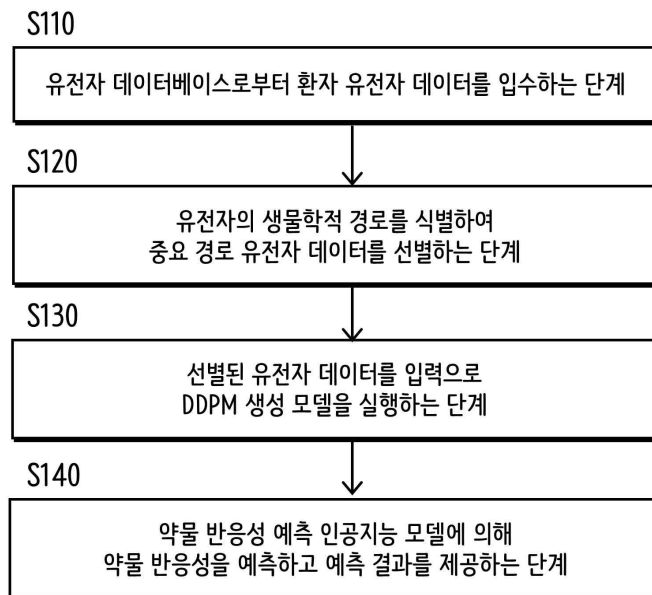 S110
유전자 데이터베이스로부터 환자 유전자 데이터를 입수하는 단계
S120
유전자의 생물학적 경로를 식별하여
중요 경로 유전자 데이터를 선별하는 단계
S130
선별된 유전자 데이터를 입력으로
DDPM 생성 모델을 실행하는 단계
S140
약물 반응성 예측 인공지능 모델에 의해
약물 반응성을 예측하고 예측 결과를 제공하는 단계